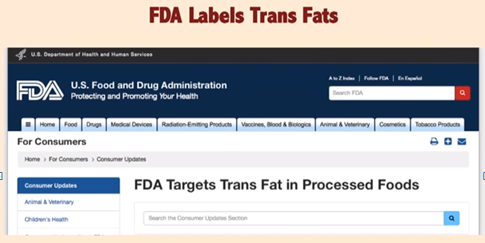 FDA Labels Trans Fats
U.S. Department of Health and Human Services
A to Z Index | Follow FDA | En Español
FDA U.S. Food and Drug Administration
Protecting and Promoting Your Health
Search FDA
Home Food Drugs Medical Devices Radiation-Emitting Products Vaccines, Blood & Biologics Animal & Veterinary Cosmetics Tobacco Products
For Consumers
Home > For Consumers > Consumer Updates
Consumer Updates
Animal & Veterinary
Children's Health
FDA Targets Trans Fat in Processed Foods
Search the Consumer Updates Section